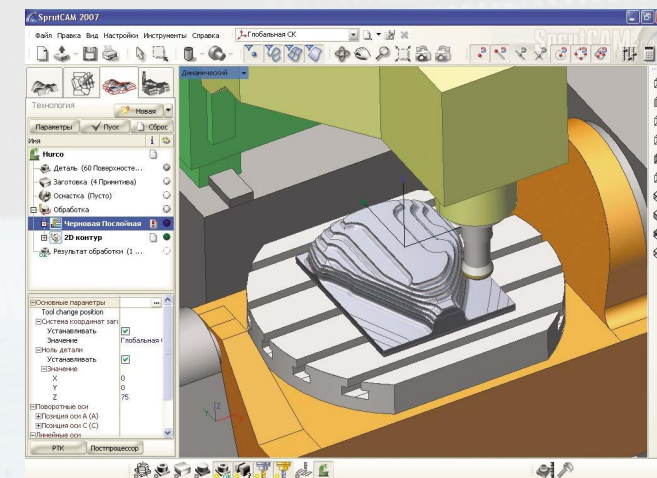 SprutCAM 2007
Файл Правка Вид Настройки Инструменты Справка Глобальная СК
SprutCAM
Динамический
Технология
Новая
Параметры Пуск Сброс
Имя
Hurco
Деталь (60 Поверхносте...
Заготовка (4 Примитива)
Оснастка (Пусто)
Обработка
Черновая Послойная
2D контур
Результат обработки (1 ...
Основные параметры
Tool change position
Система координат заго
Устанавливать
Значение Глобальная
Ноль детали
Устанавливать
Значение
X 0
Y 0
Z 75
Поворотные оси
Позиция оси A (A)
Позиция оси C (C)
Линейные оси
РТК Постпроцессор
Z
Y
X